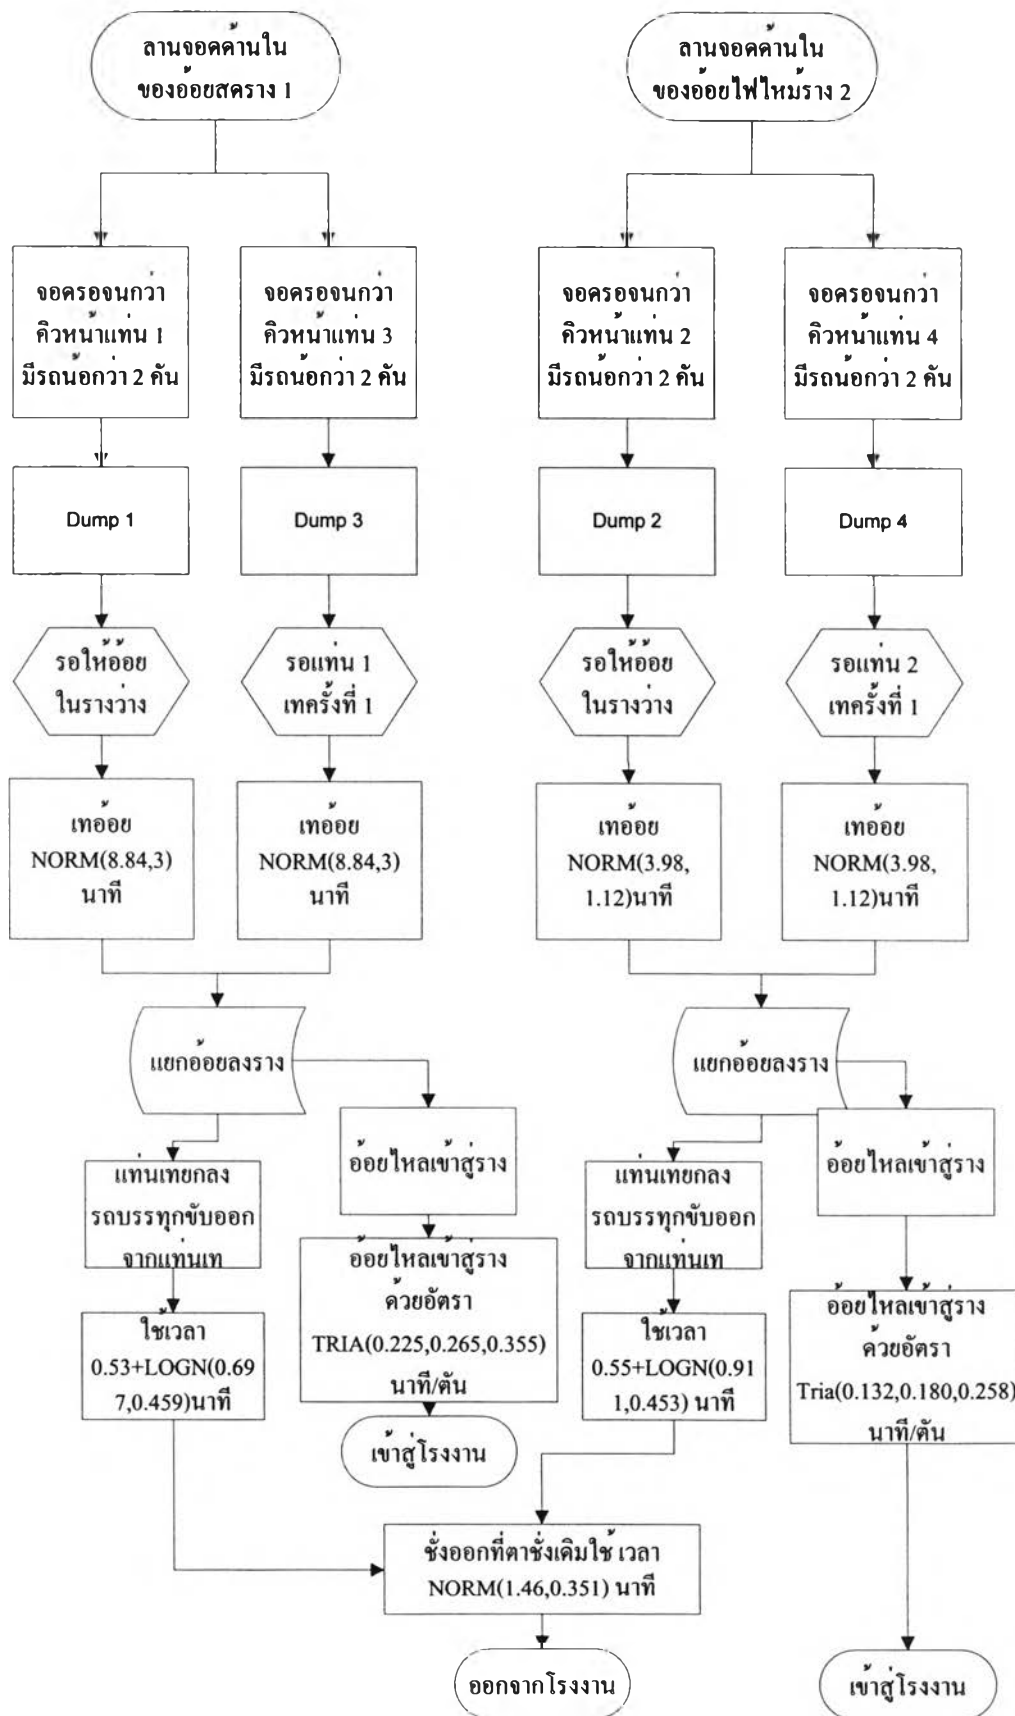 ลานจอดด้านใน
ของอ้อยสดราง 1
ลานจอดด้านใน
ของอ้อยไฟไหม้ราง 2
จอดรอจนกว่า
คิวหน้าแท่น 1
มีรถน้อกว่า 2 คัน
จอดรอจนกว่า
คิวหน้าแท่น 3
มีรถน้อกว่า 2 คัน
จอดรอจนกว่า
คิวหน้าแท่น 2
มีรถน้อกว่า 2 คัน
จอดรอจนกว่า
คิวหน้าแท่น 4
มีรถน้อกว่า 2 คัน
Dump 1
Dump 3
Dump 2
Dump 4
รอให้อ้อย
ในรางว่าง
รอแท่น 1
เทครั้งที่ 1
รอให้อ้อย
ในรางว่าง
รอแท่น 2
เทครั้งที่ 1
เทอ้อย
NORM(8.84,3)
นาที
เทอ้อย
NORM(8.84,3)
นาที
เทอ้อย
NORM(3.98,
1.12)นาที
เทอ้อย
NORM(3.98,
1.12)นาที
แยกอ้อยลงราง
แยกอ้อยลงราง
แท่นเทยกลง
รถบรรทุกขับออก
จากแท่นเท
อ้อยไหลเข้าสู่ราง
แท่นเทยกลง
รถบรรทุกขับออก
จากแท่นเท
อ้อยไหลเข้าสู่ราง
ใช้เวลา
0.53+LOGN(0.69
7,0.459)นาที
อ้อยไหลเข้าสู่ราง
ด้วยอัตรา
TRIA(0.225,0.265,0.355)
นาที/ตัน
ใช้เวลา
0.55+LOGN(0.91
1,0.453) นาที
อ้อยไหลเข้าสู่ราง
ด้วยอัตรา
Tria(0.132,0.180,0.258)
นาที/ตัน
เข้าสู่โรงงาน
ชั่งออกที่ตาชั่งเดิมใช้ เวลา
NORM(1.46,0.351) นาที
ออกจากโรงงาน
เข้าสู่โรงงาน